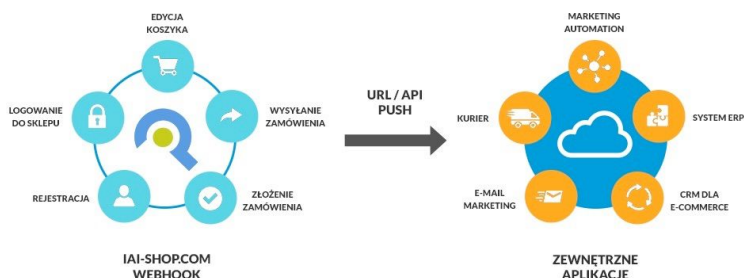 EDYCJA
KOSZYKA
LOGOWANIE
DO SKLEPU
WYSYŁANIE
ZAMÓWIENIA
REJESTRACJA
ZŁOŻENIE
ZAMÓWIENIA
IAI-SHOP.COM
WEBHOOK
URL / API
PUSH
MARKETING
AUTOMATION
KURIER
SYSTEM ERP
E-MAIL
MARKETING
CRM DLA
E-COMMERCE
ZEWNĘTRZNE
APLIKACJE